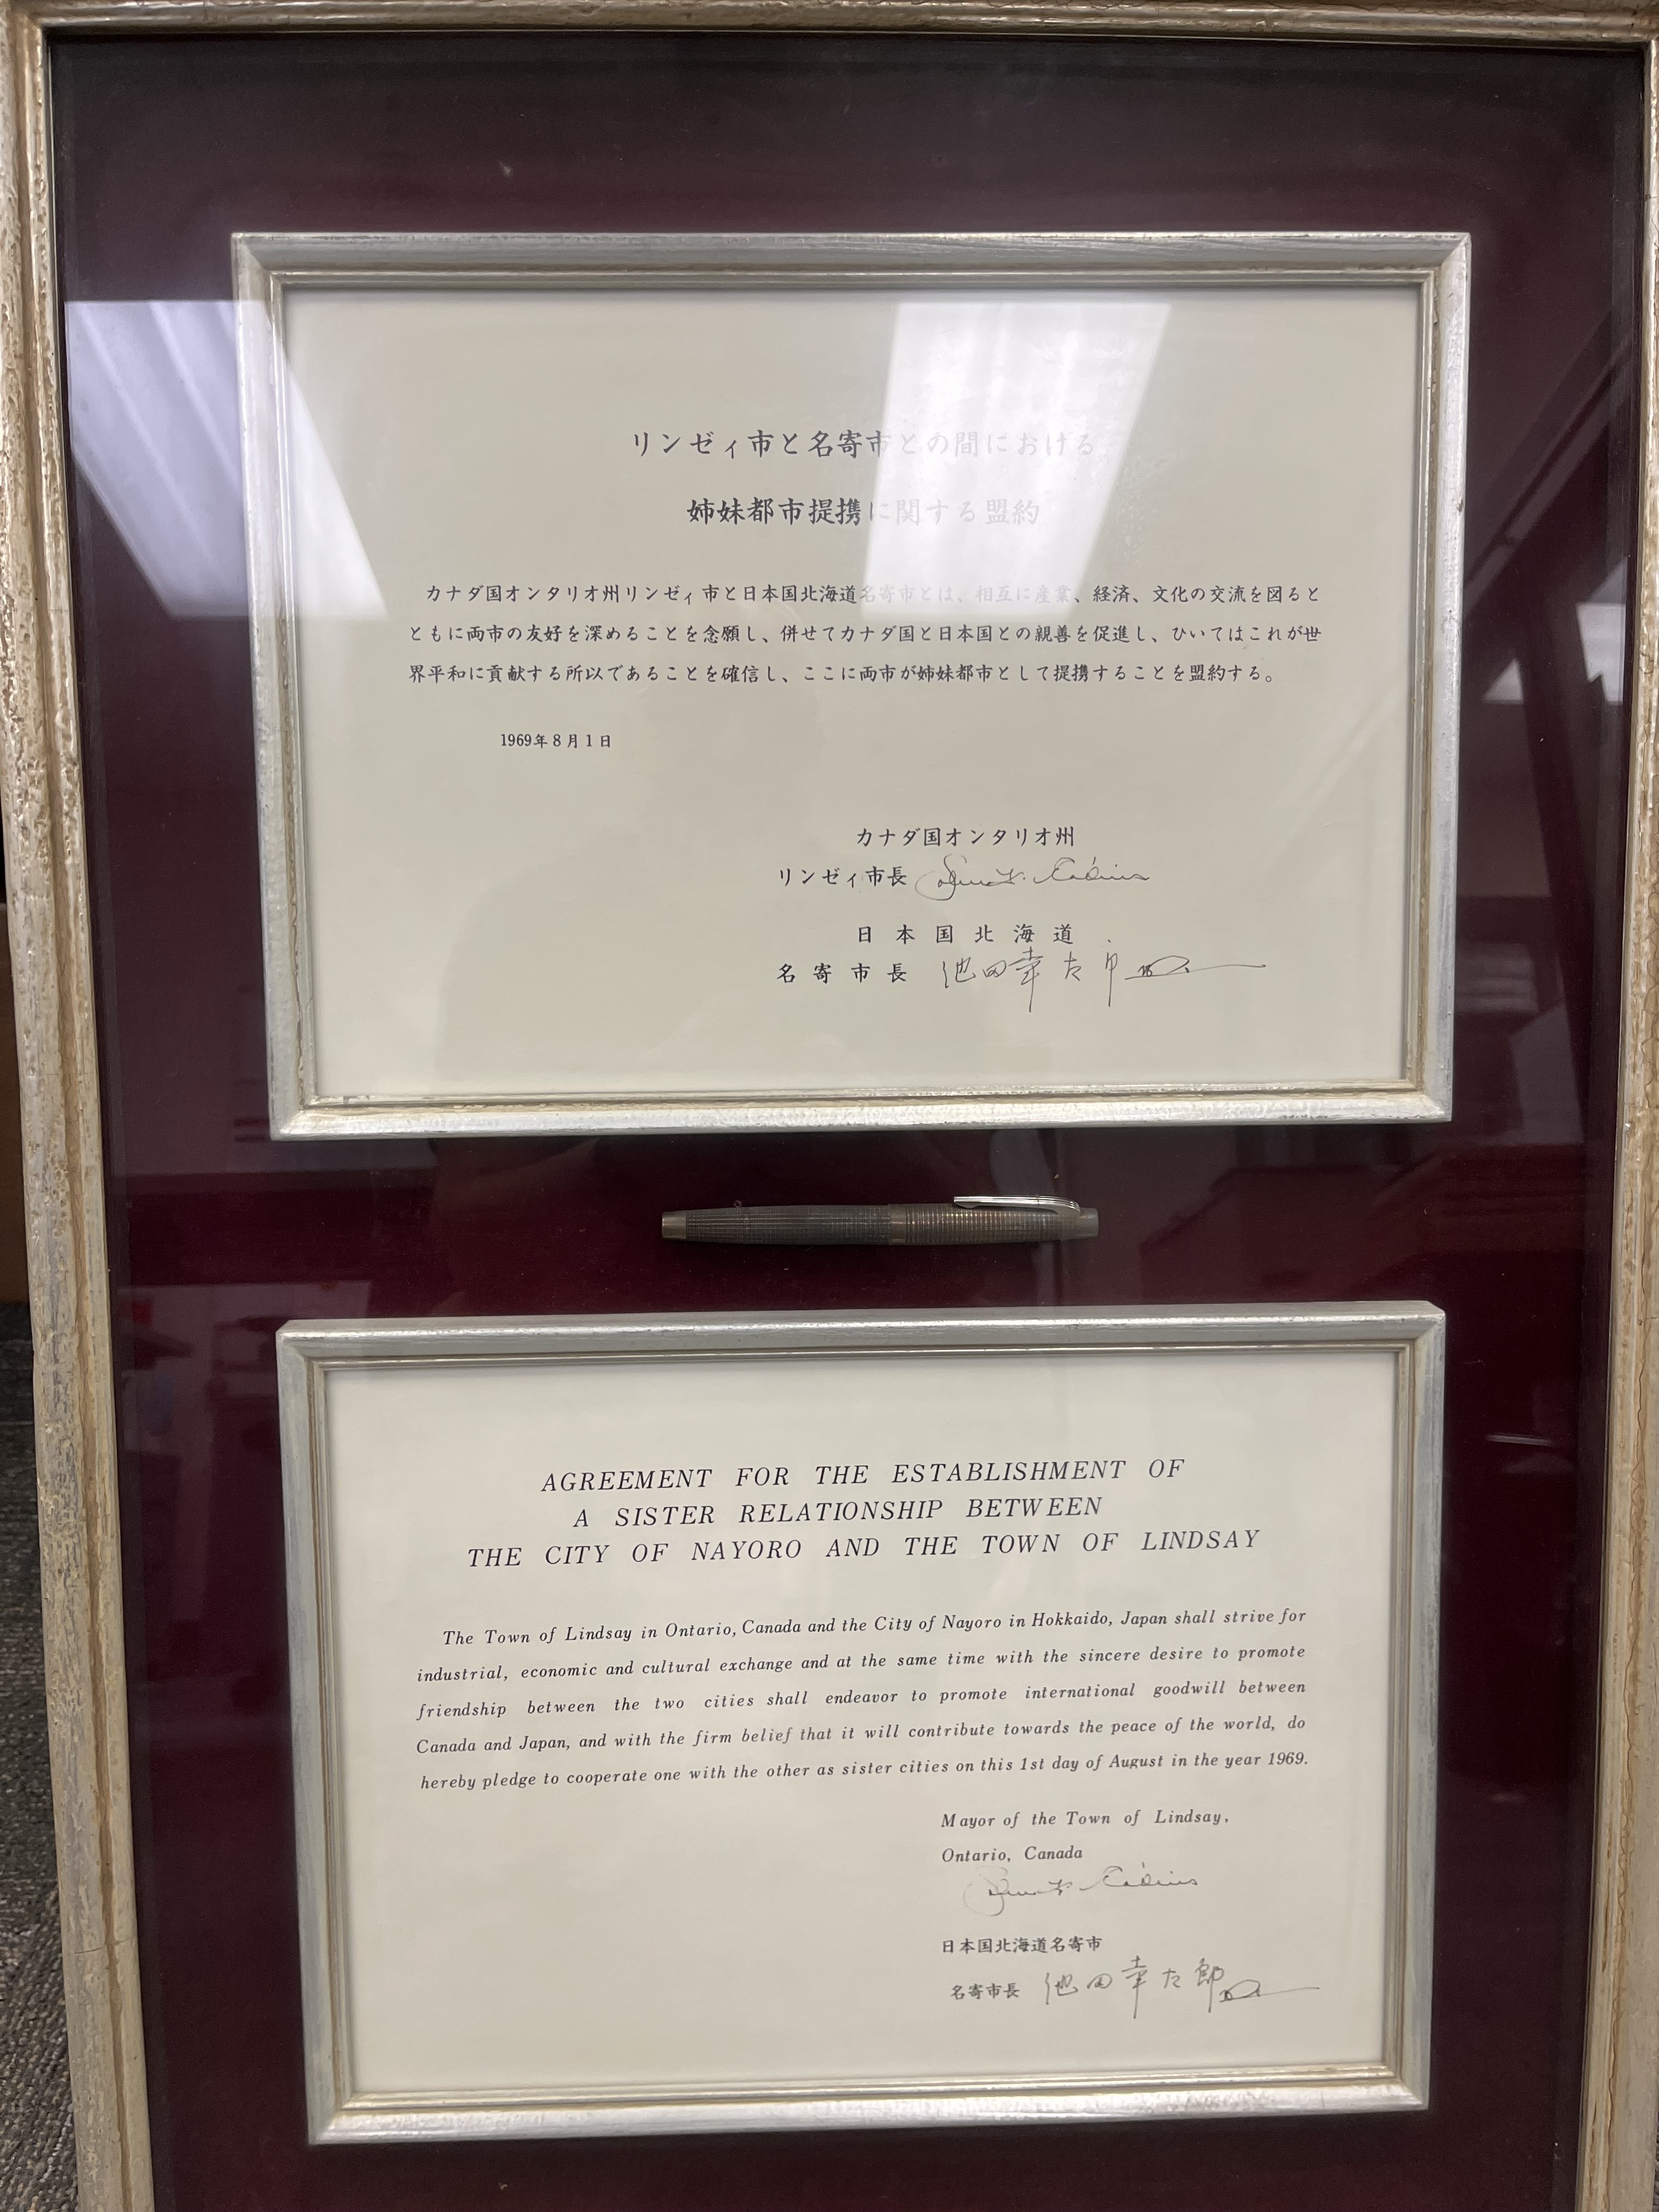 リンゼィ市と名寄市との間における
姉妹都市提携に関する盟約
カナダ国オンタリオ州リンゼィ市と日本国北海道名寄市とは、相互に産業、経済、文化の交流を図ると
ともに両市の友好を深めることを念願し、併せてカナダ国と日本国との親善を促進し、ひいてはこれが世
界平和に貢献する所以であることを確信し、ここに両市が姉妹都市として提携することを盟約する。
1969年8月1日
カナダ国オンタリオ州
リンゼィ市長
日本国北海道
名寄市長 池田幸太郎
AGREEMENT FOR THE ESTABLISHMENT OF
A SISTER RELATIONSHIP BETWEEN
THE CITY OF NAYORO AND THE TOWN OF LINDSAY
The Town of Lindsay in Ontario, Canada and the City of Nayoro in Hokkaido, Japan shall strive for
industrial, economic and cultural exchange and at the same time with the sincere desire to promote
friendship between the two cities shall endeavor to promote international goodwill between
Canada and Japan, and with the firm belief that it will contribute towards the peace of the world, do
hereby pledge to cooperate one with the other as sister cities on this 1st day of August in the year 1969.
Mayor of the Town of Lindsay,
Ontario, Canada
日本国北海道名寄市
名寄市長 池田幸太郎